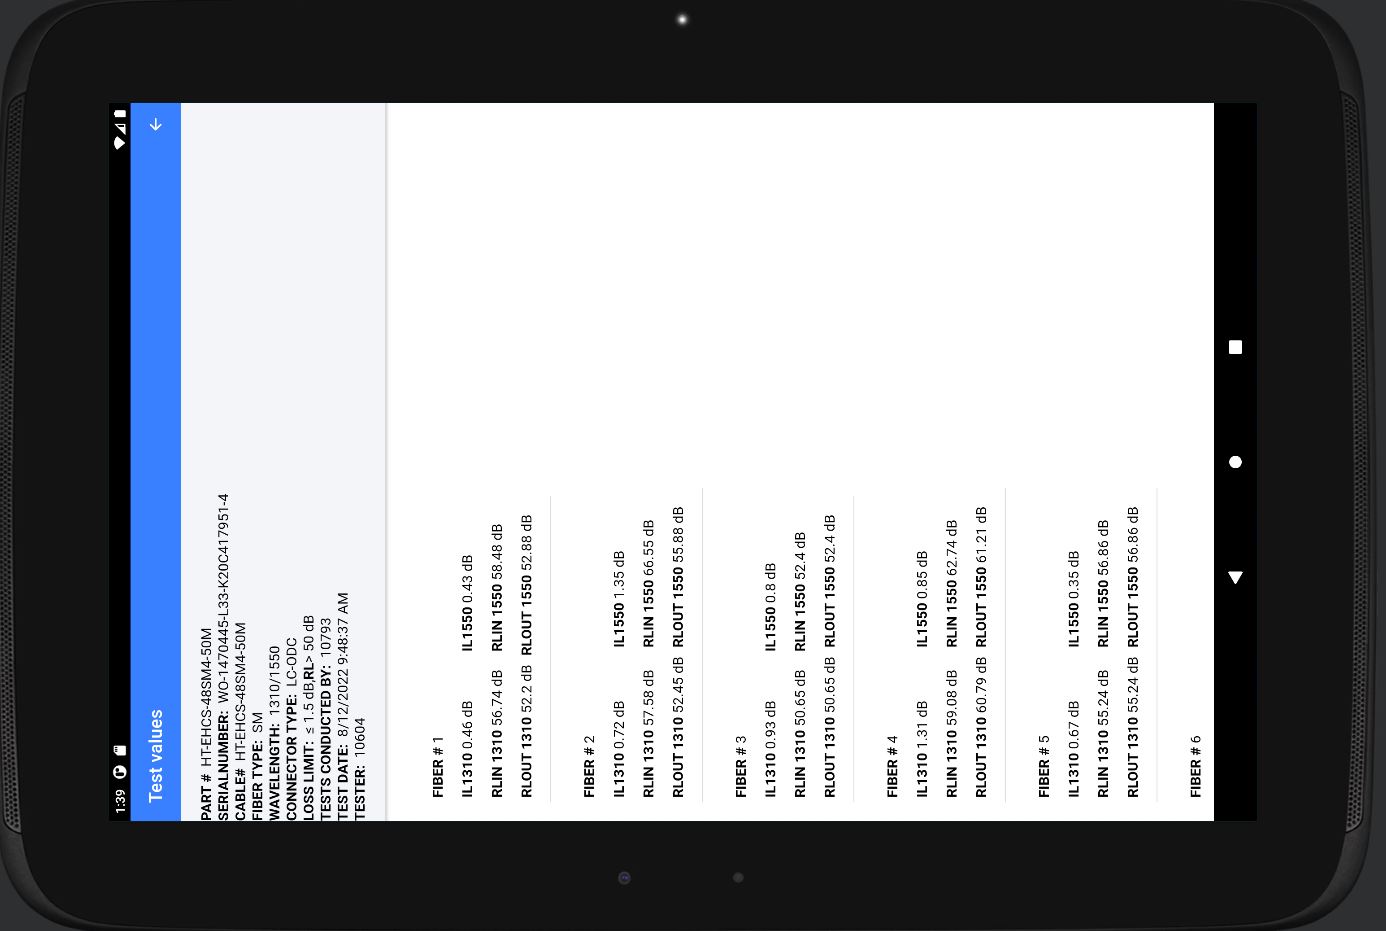 1:39
Test values
PART # HT-EHCS-48SM4-50M
SERIALNUMBER: WO-1470445-L33-K20C417951-4
CABLE# HT-EHCS-48SM4-50M
FIBER TYPE: SM
WAVELENGTH: 1310/1550
CONNECTOR TYPE: LC-ODC
LOSS LIMIT: ≤ 1.5 dB,RL> 50 dB
TESTS CONDUCTED BY: 10793
TEST DATE: 8/12/2022 9:48:37 AM
TESTER: 10604
FIBER # 1
IL1310 0.46 dB IL1550 0.43 dB
RLIN 1310 56.74 dB RLIN 1550 58.48 dB
RLOUT 1310 52.2 dB RLOUT 1550 52.88 dB
FIBER # 2
IL1310 0.72 dB IL1550 1.35 dB
RLIN 1310 57.58 dB RLIN 1550 66.55 dB
RLOUT 1310 52.45 dB RLOUT 1550 55.88 dB
FIBER # 3
IL1310 0.93 dB IL1550 0.8 dB
RLIN 1310 50.65 dB RLIN 1550 52.4 dB
RLOUT 1310 50.65 dB RLOUT 1550 52.4 dB
FIBER # 4
IL1310 1.31 dB IL1550 0.85 dB
RLIN 1310 59.08 dB RLIN 1550 62.74 dB
RLOUT 1310 60.79 dB RLOUT 1550 61.21 dB
FIBER # 5
IL1310 0.67 dB IL1550 0.35 dB
RLIN 1310 55.24 dB RLIN 1550 56.86 dB
RLOUT 1310 55.24 dB RLOUT 1550 56.86 dB
FIBER # 6